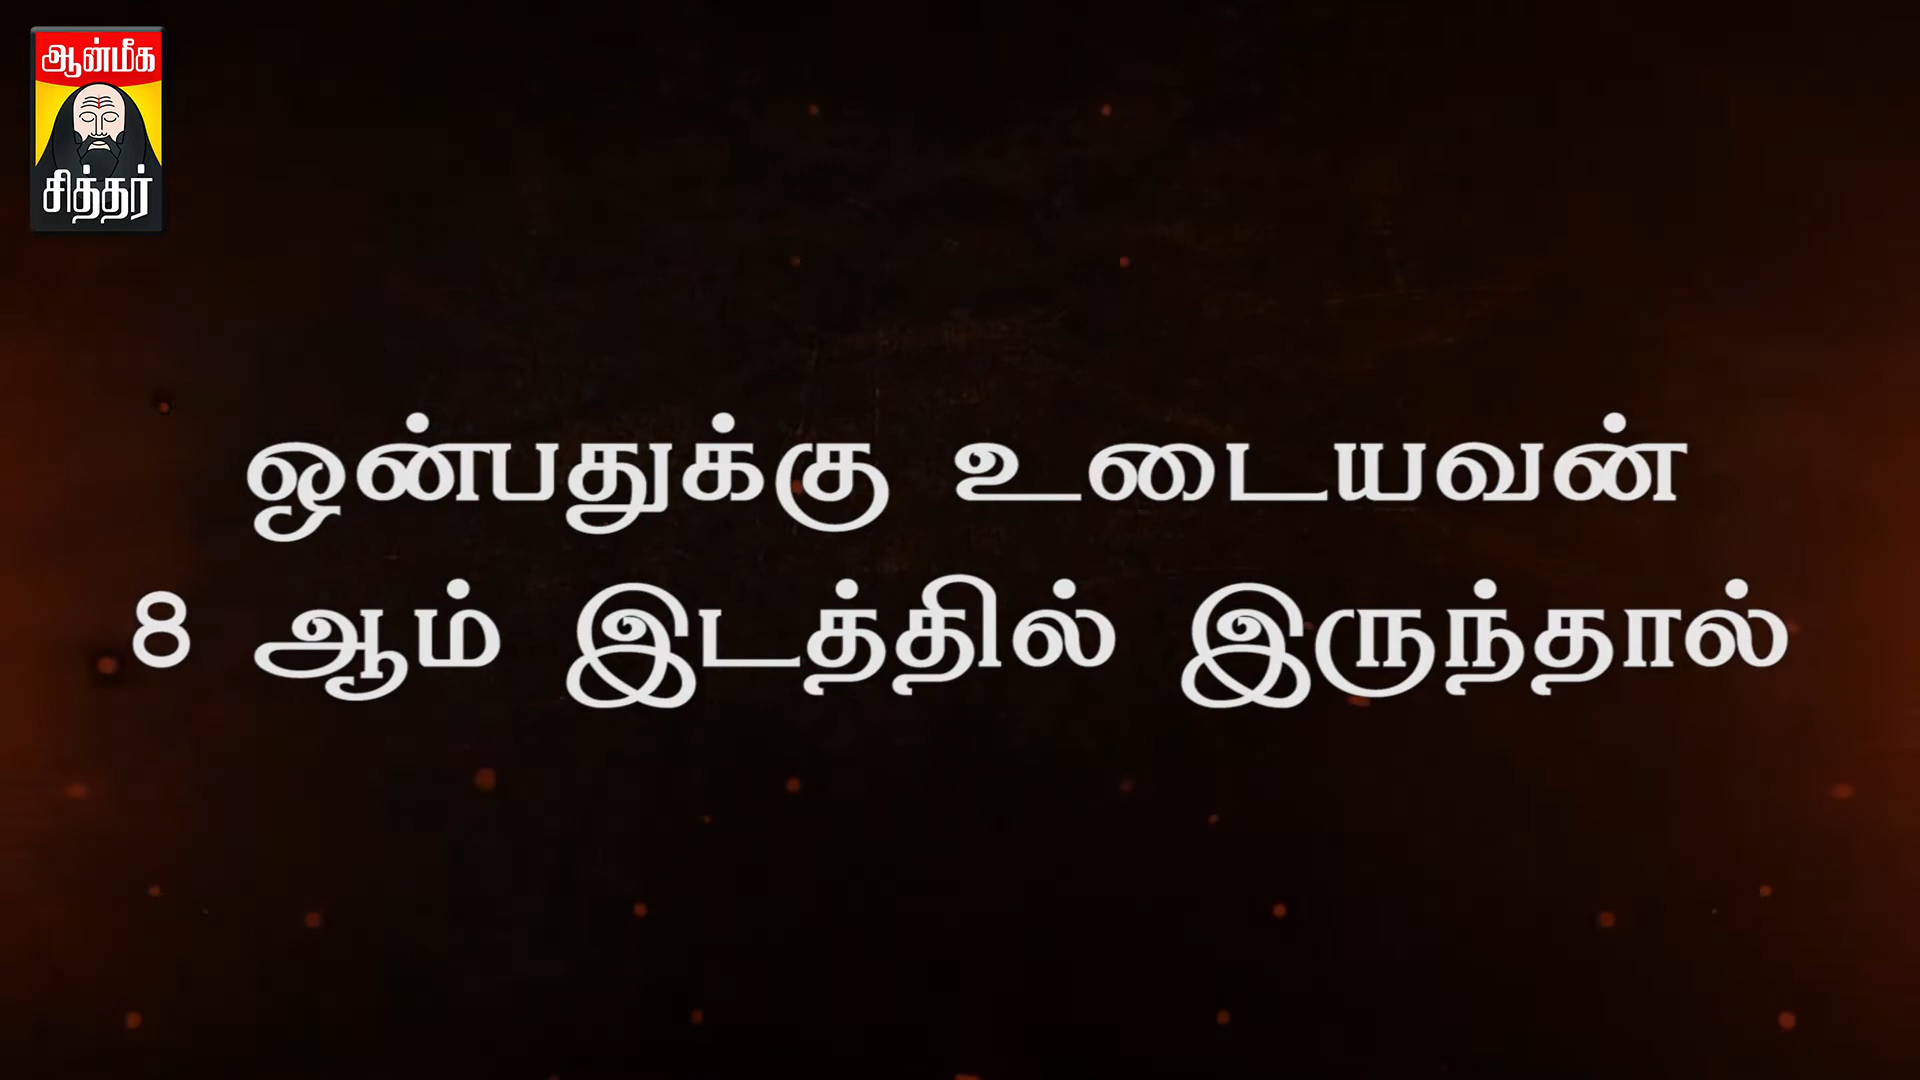 ஆன்மீக
சித்தர்
ஒன்பதுக்கு உடையவன்
8 ஆம் இடத்தில் இருந்தால்